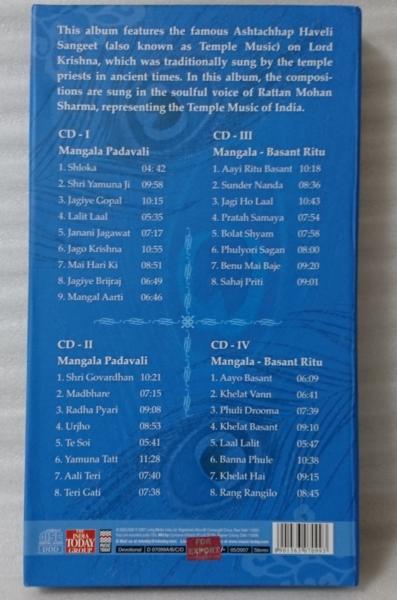 This album features the famous Ashtachhap Haveli
Sangeet (also known as Temple Music) on Lord
Krishna, which was traditionally sung by the temple
priests in ancient times. In this album, the composi-
tions are sung in the soulful voice of Rattan Mohan
Sharma, representing the Temple Music of India.
CD - I
Mangala Padavali
1. Shloka 04: 42
2. Shri Yamuna Ji 09:58
3. Jagiye Gopal 10:15
4. Lalit Laal 05:35
5. Janani Jagawat 07:17
6. Jago Krishna 10:55
7. Mai Hari Ki 08:51
8. Jagiye Brijraj 06:49
9. Mangal Aarti 06:46
CD - III
Mangala - Basant Ritu
1. Aayi Ritu Basant 10:18
2. Sunder Nanda 08:36
3. Jagi Ho Laal 10:43
4. Pratah Samaya 07:54
5. Bolat Shyam 07:58
6. Phulyori Sagan 08:00
7. Benu Mai Baje 09:20
8. Sahaj Priti 09:01
CD - II
Mangala Padavali
1. Shri Govardhan 10:21
2. Madbhare 07:15
3. Radha Pyari 09:08
4. Urjho 08:53
5. Te Soi 05:41
6. Yamuna Tatt 11:28
7. Aali Teri 07:40
8. Teri Gati 07:38
CD - IV
Mangala - Basant Ritu
1. Aayo Basant 06:09
2. Khelat Vann 06:41
3. Phuli Drooma 07:39
4. Khelat Basant 09:10
5. Laal Lalit 05:47
6. Banna Phule 10:38
7. Khelat Hai 09:15
8. Rang Rangilo 08:45
DISC
DDD
THE
INDIA
TODAY
GROUP
MUSIC TODAY
FOR
EXPORT
Devotional
05/2007
Stereo